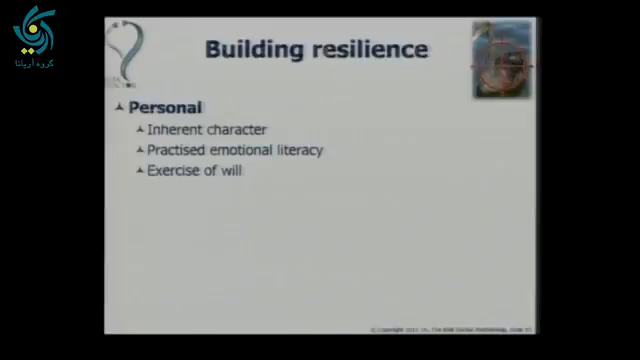 گروه آریانا
Building resilience
Personal
Inherent character
Practised emotional literacy
Exercise of will